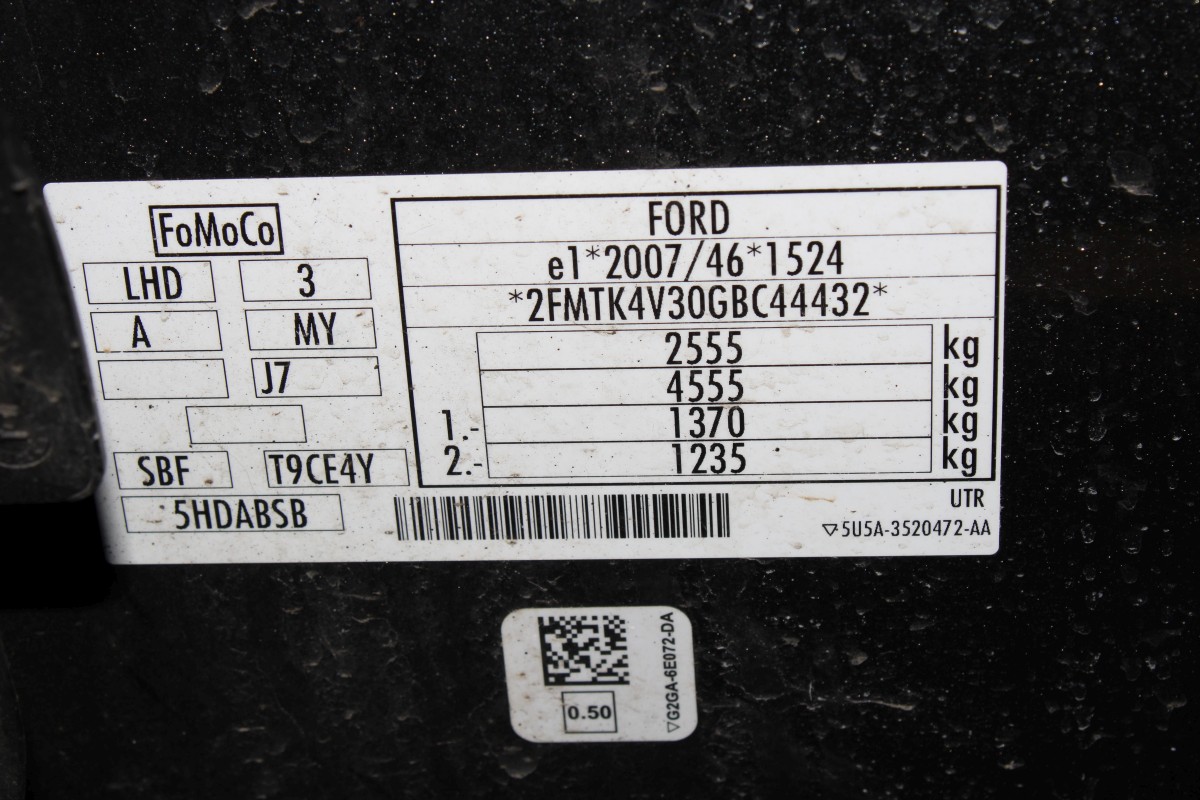 FoMoCo
LHD 3
A MY
J7
SBF T9CE4Y
5HDABSB
FORD
e1*2007/46*1524
*2FMTK4V30GBC44432*
2555 kg
4555 kg
1.- 1370 kg
2.- 1235 kg
UTR
▽5U5A-3520472-AA
0.50
▽G2GA-6E072-DA